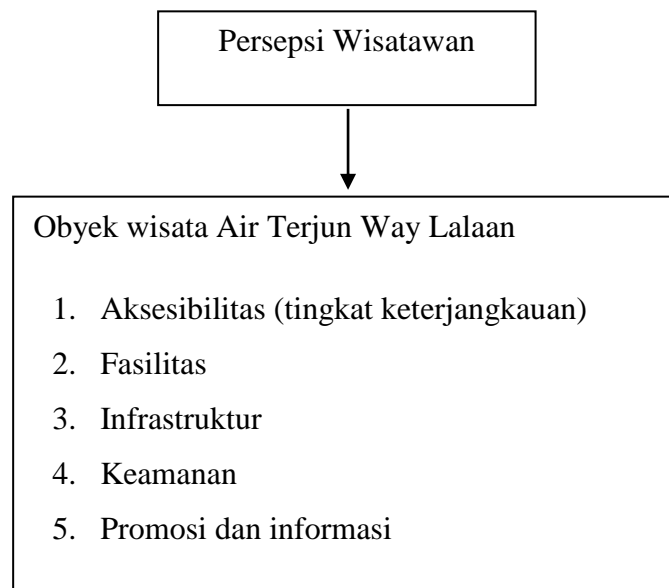 Persepsi Wisatawan
Obyek wisata Air Terjun Way Lalaan
1. Aksesibilitas (tingkat keterjangkauan)
2. Fasilitas
3. Infrastruktur
4. Keamanan
5. Promosi dan informasi